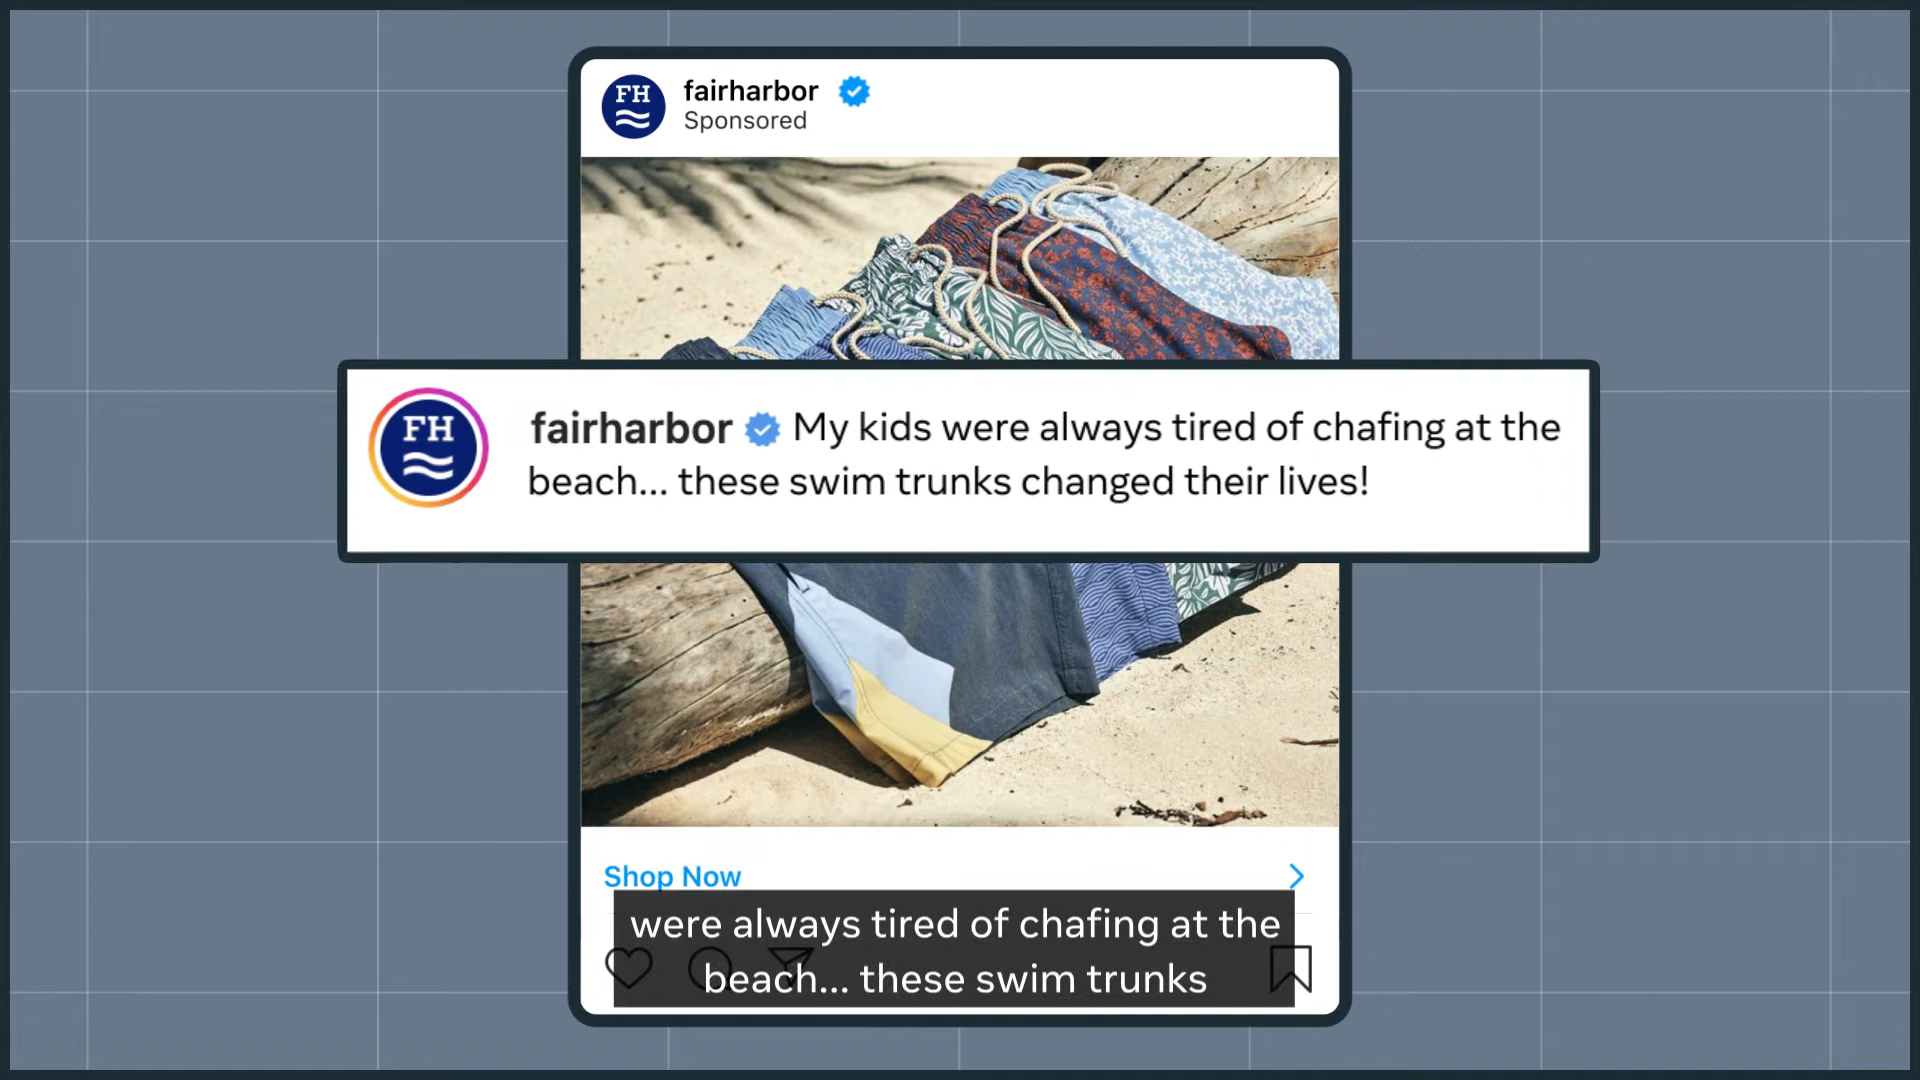 FH
fairharbor
Sponsored
FH
fairharbor My kids were always tired of chafing at the
beach... these swim trunks changed their lives!
Shop Now
were always tired of chafing at the
beach... these swim trunks